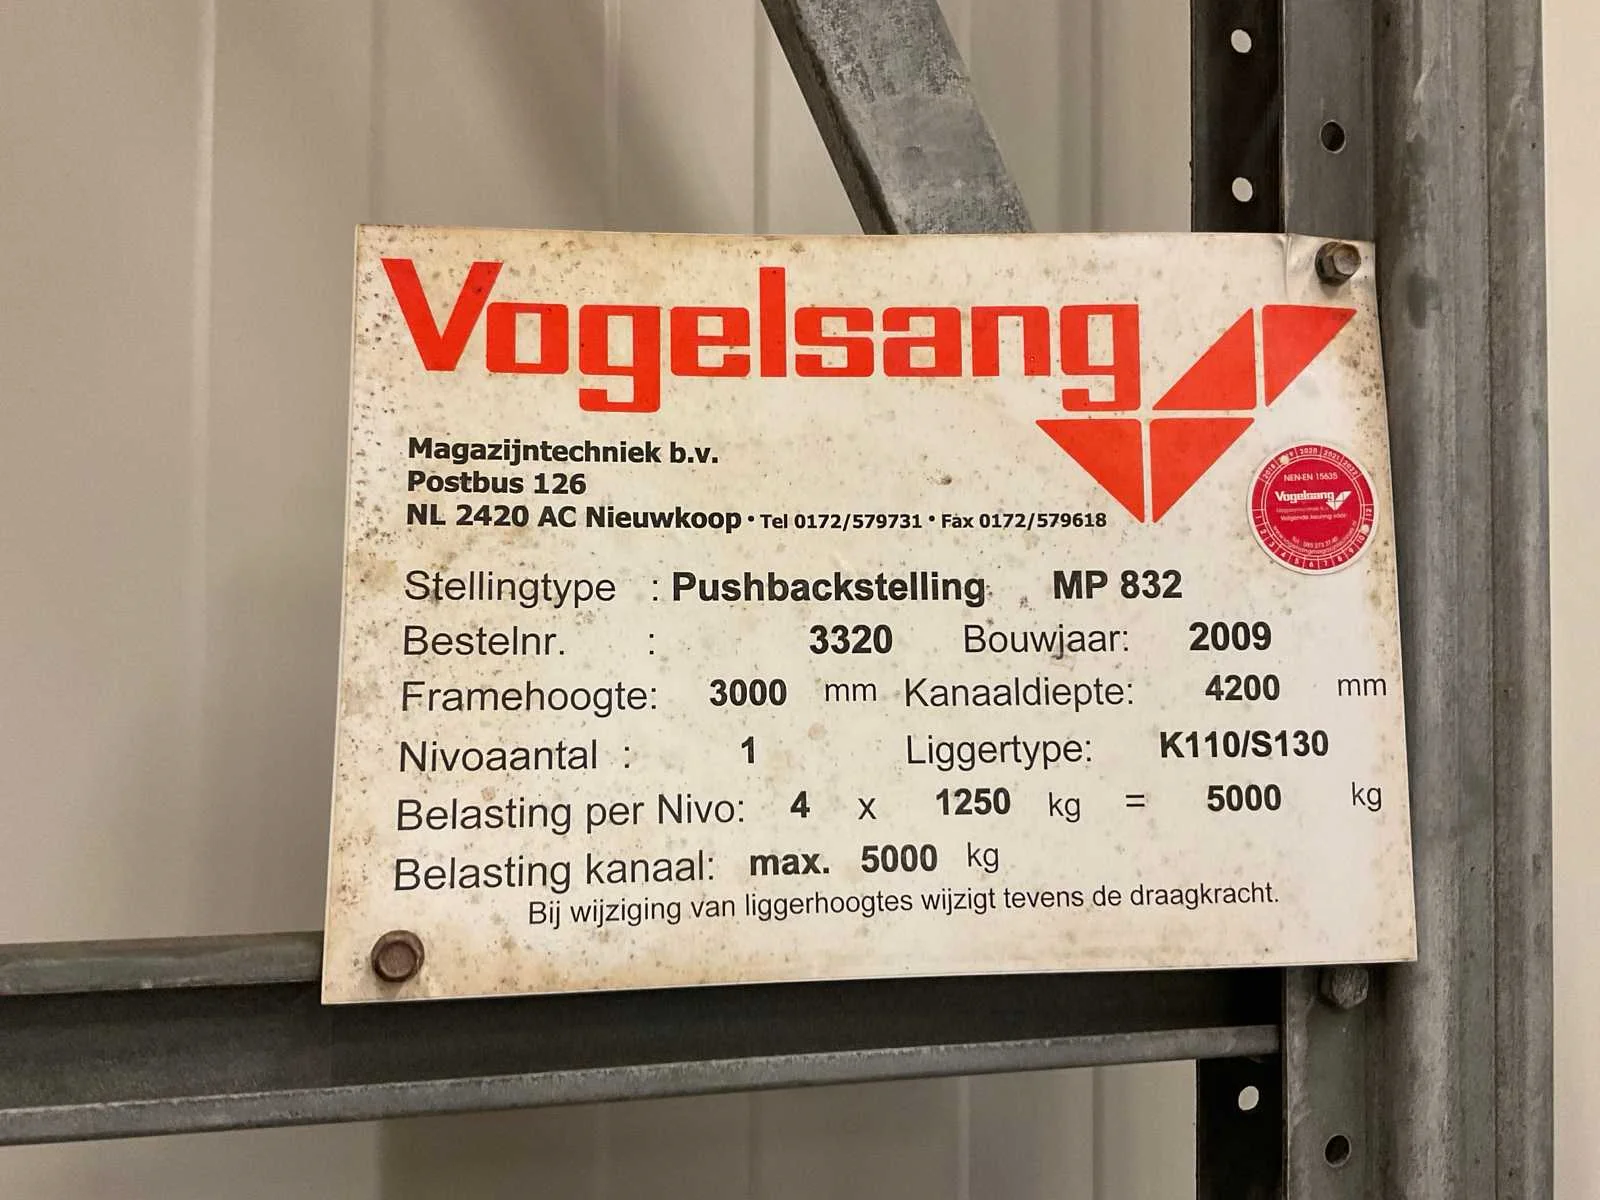 Vogelsang
Magazijntechniek b.v.
Postbus 126
NL 2420 AC Nieuwkoop • Tel 0172/579731 • Fax 0172/579618
NEN-EN 15635
Vogelsang
Volgende keuring vóór:
Stellingtype : Pushbackstelling MP 832
Bestelnr. : 3320 Bouwjaar: 2009
Framehoogte: 3000 mm Kanaaldiepte: 4200 mm
Nivoaantal : 1 Liggertype: K110/S130
Belasting per Nivo: 4 x 1250 kg = 5000 kg
Belasting kanaal: max. 5000 kg
Bij wijziging van liggerhoogtes wijzigt tevens de draagkracht.